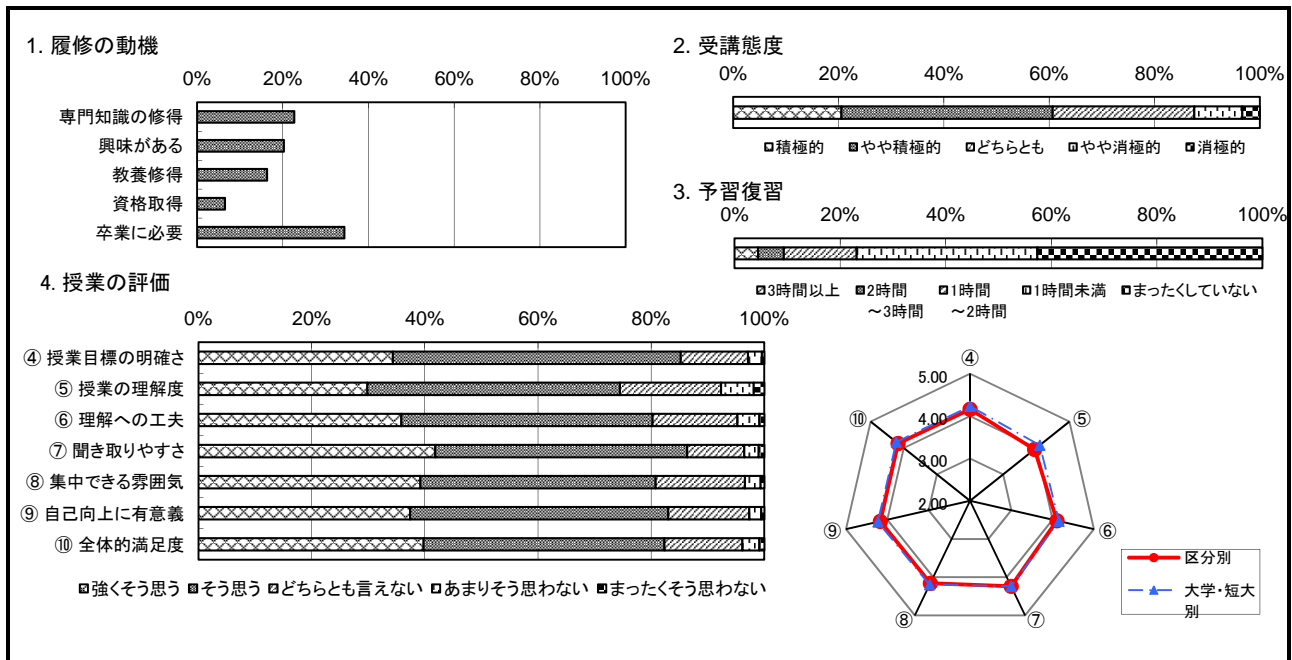 1. 履修の動機
0% 20% 40% 60% 80% 100%
専門知識の修得
興味がある
教養修得
資格取得
卒業に必要
2. 受講態度
0% 20% 40% 60% 80% 100%
積極的 やや積極的 どちらとも やや消極的 消極的
3. 予習復習
0% 20% 40% 60% 80% 100%
3時間以上 2時間 1時間 1時間未満 まったくしていない
～3時間 ～2時間
4. 授業の評価
0% 20% 40% 60% 80% 100%
④ 授業目標の明確さ
⑤ 授業の理解度
⑥ 理解への工夫
⑦ 聞き取りやすさ
⑧ 集中できる雰囲気
⑨ 自己向上に有意義
⑩ 全体的満足度
強くそう思う そう思う どちらとも言えない あまりそう思わない まったくそう思わない
④
5.00
⑩ ⑤
4.00
3.00
2.00
⑨ ⑥
⑧ ⑦
区分別
大学・短大
別